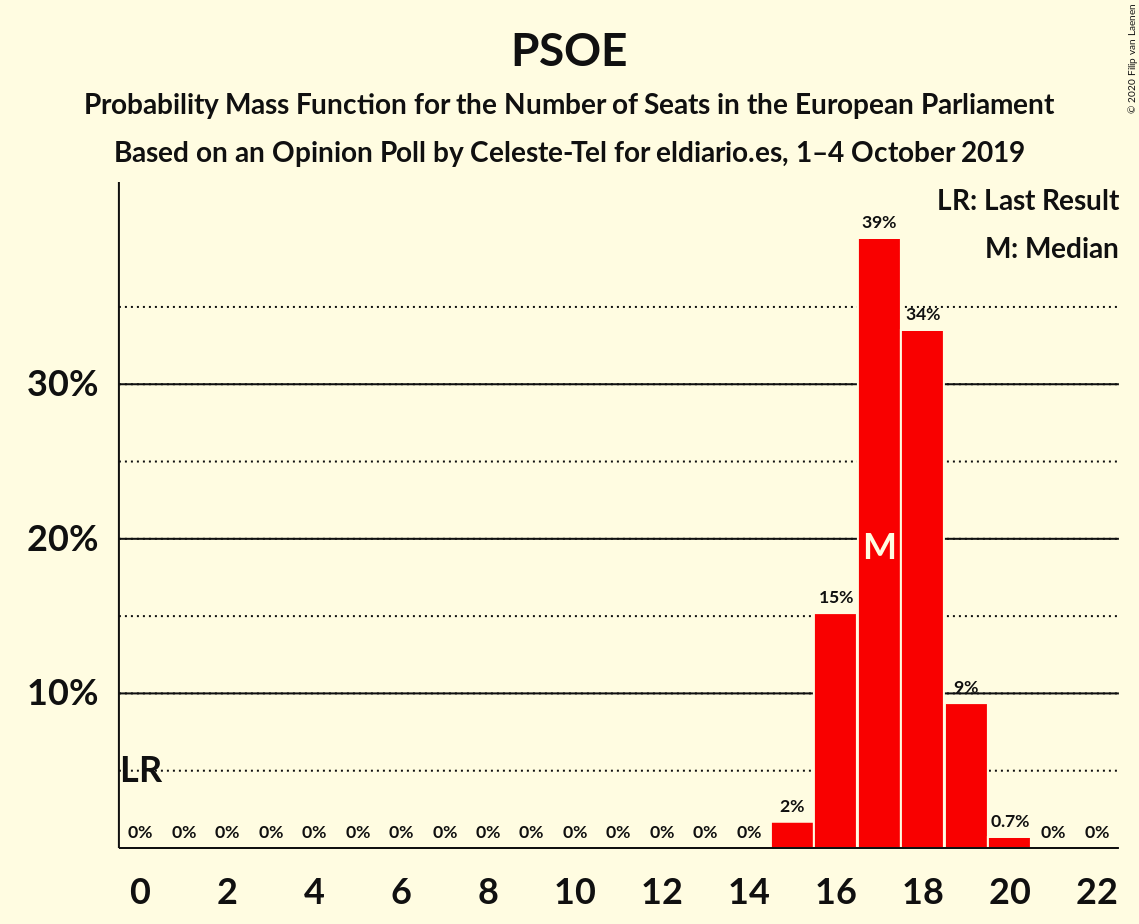 PSOE
Probability Mass Function for the Number of Seats in the European Parliament
Based on an Opinion Poll by Celeste-Tel for eldiario.es, 1–4 October 2019
© 2020 Filip van Laenen
LR: Last Result
M: Median
39%
34%
30%
20%
M
15%
10%
9%
LR
2%
0.7%
0% 0% 0% 0% 0% 0% 0% 0% 0% 0% 0% 0% 0% 0% 0% 0% 0%
0 2 4 6 8 10 12 14 16 18 20 22